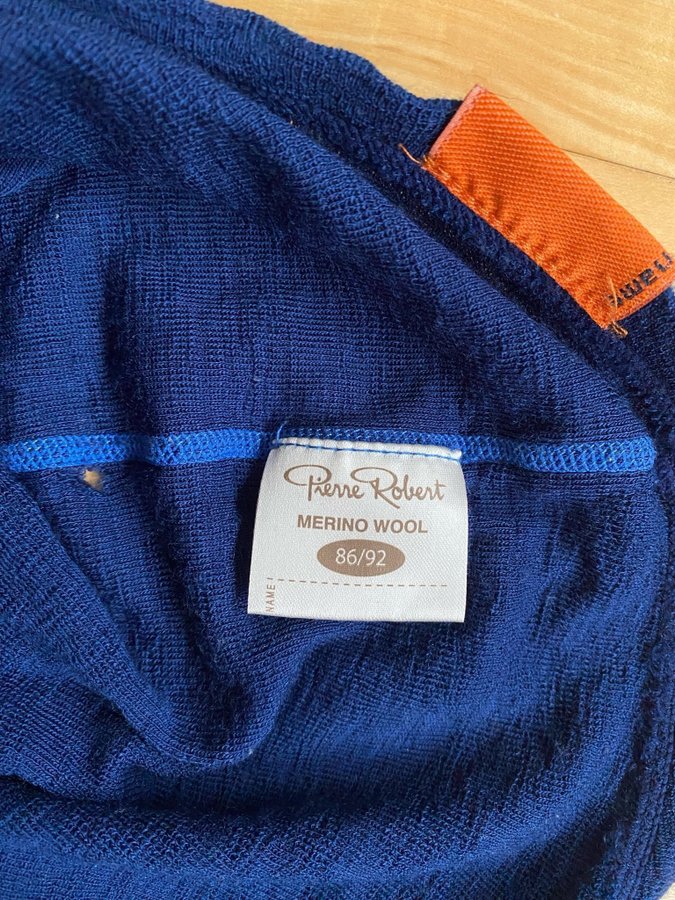 Pierre Robert
MERINO WOOL
86/92
NAME